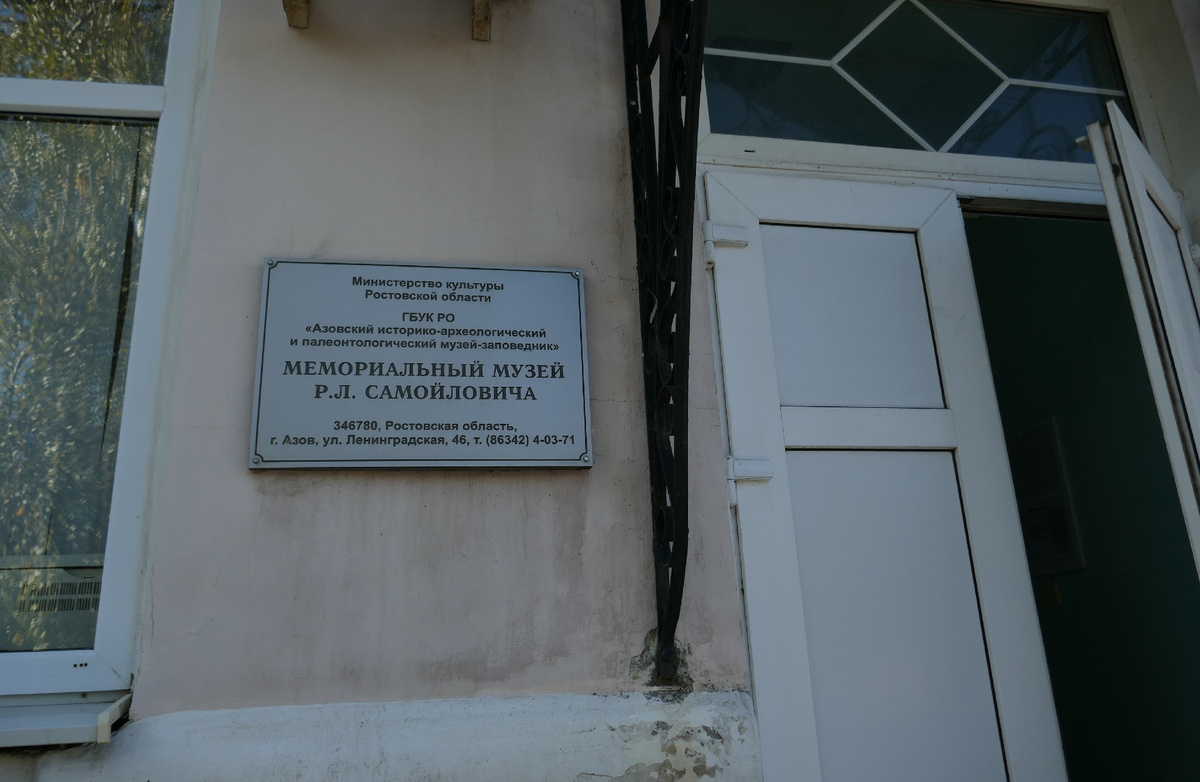 Министерство культуры
Ростовской области
ГБУК РО
«Азовский историко-археологический
и палеонтологический музей-заповедник»
МЕМОРИАЛЬНЫЙ МУЗЕЙ
Р.Л. САМОЙЛОВИЧА
346780, Ростовская область,
г. Азов, ул. Ленинградская, 46, т. (86342) 4-03-71